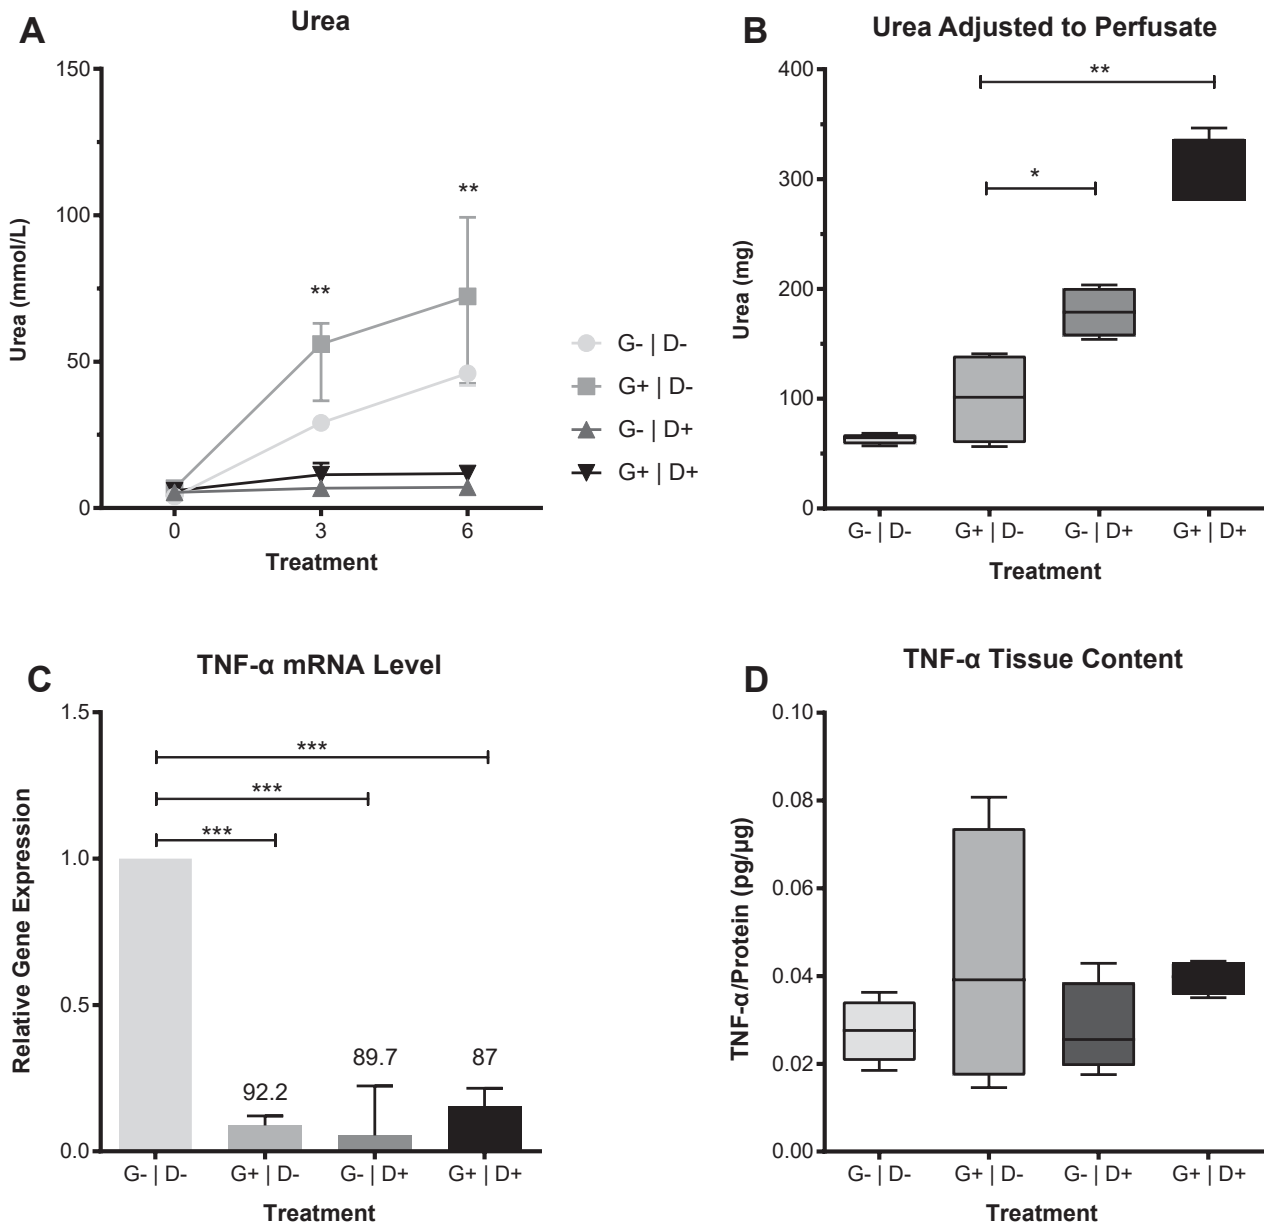 A
Urea
150
100
50
0
Urea (mmol/L)
**
**
0
3
6
Treatment
G- | D-
G+ | D-
G- | D+
G+ | D+
B
Urea Adjusted to Perfusate
400
300
200
100
0
Urea (mg)
**
*
G- | D-
G+ | D-
G- | D+
G+ | D+
Treatment
C
TNF-α mRNA Level
1.5
1.0
0.5
0.0
Relative Gene Expression
***
***
***
92.2
89.7
87
G- | D-
G+ | D-
G- | D+
G+ | D+
Treatment
D
TNF-α Tissue Content
0.10
0.08
0.06
0.04
0.02
0.00
TNF-α/Protein (pg/µg)
G- | D-
G+ | D-
G- | D+
G+ | D+
Treatment